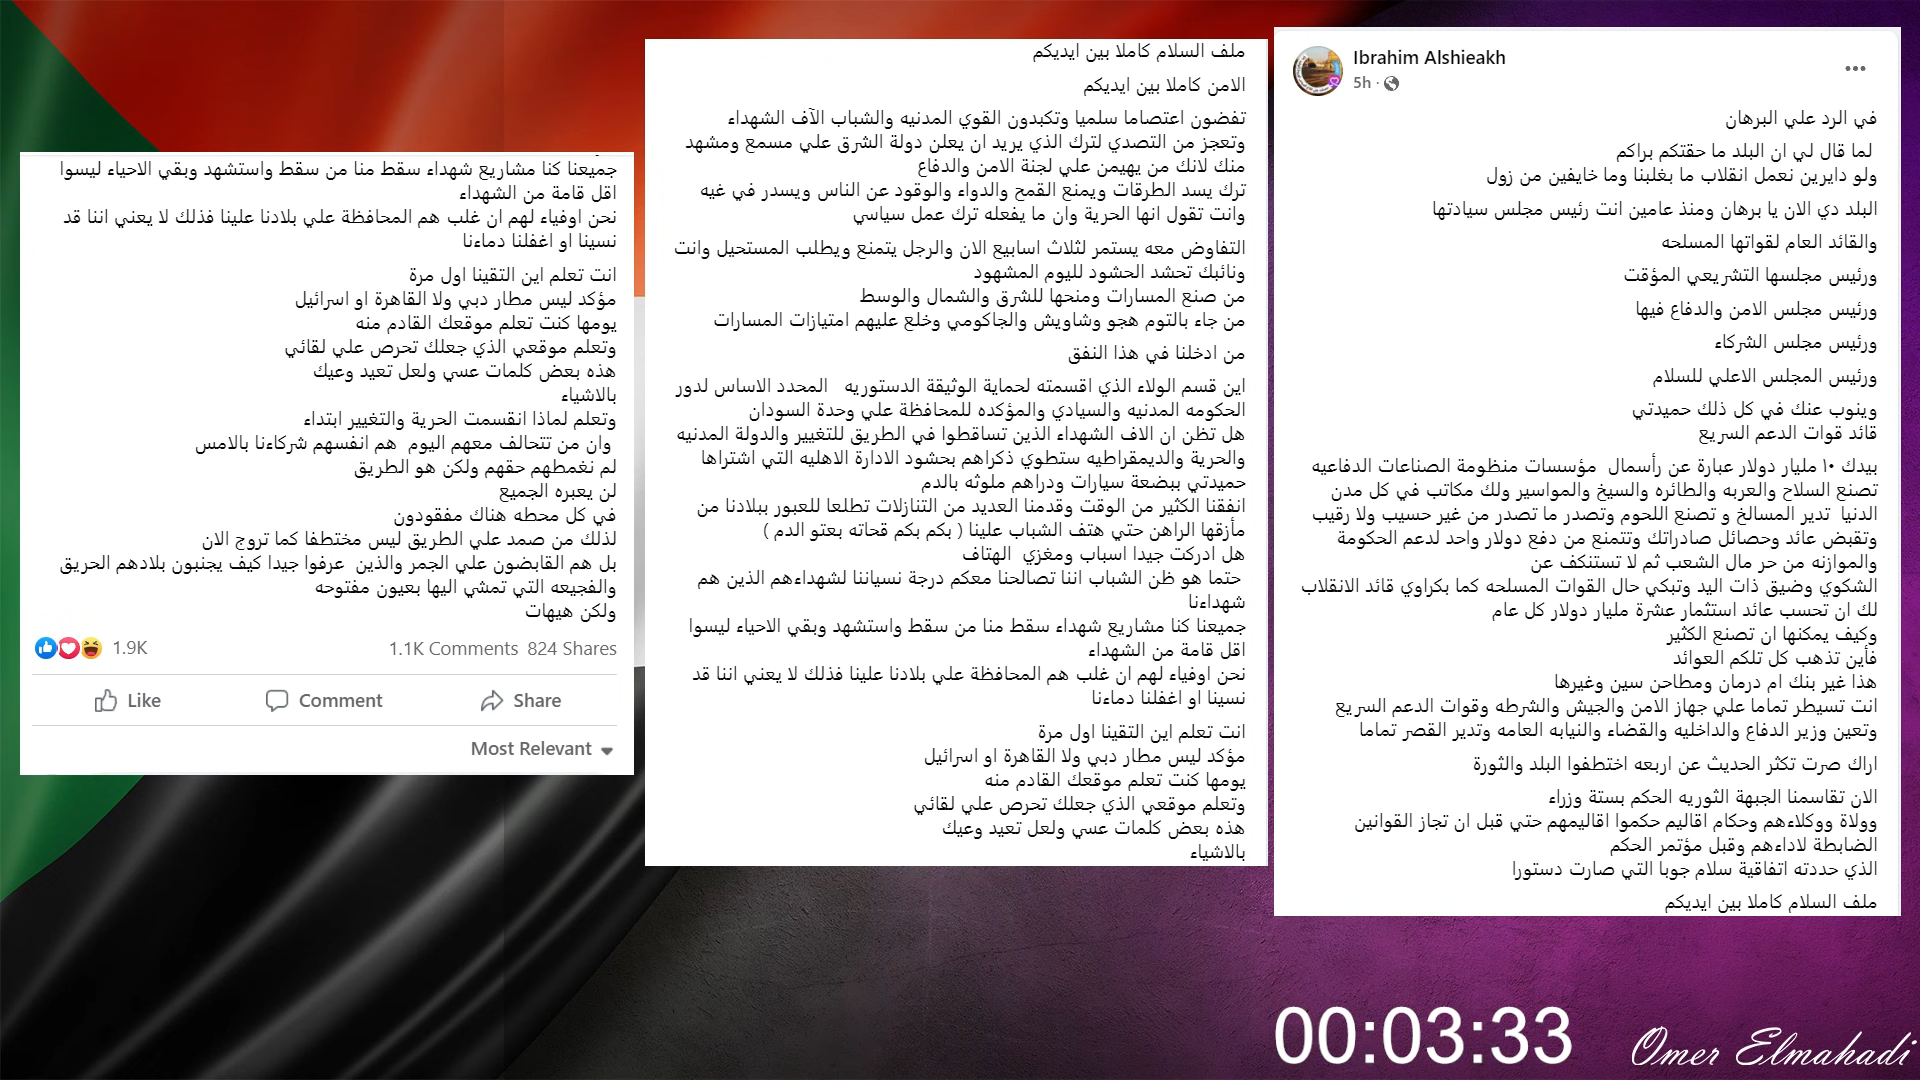 Ibrahim Alshieakh
5h
في الرد علي البرهان
لما قال لي ان البلد ما حقتكم براكم
ولو دايرين نعمل انقلاب ما بغلبنا وما خايفين من زول
البلد دي الان يا برهان ومنذ عامين انت رئيس مجلس سيادتها
والقائد العام لقواتها المسلحه
ورئيس مجلسها التشريعي المؤقت
ورئيس مجلس الامن والدفاع فيها
ورئيس مجلس الشركاء
ورئيس المجلس الاعلي للسلام
وينوب عنك في كل ذلك حميدتي
قائد قوات الدعم السريع
بيدك ١٠ مليار دولار عبارة عن رأسمال مؤسسات منظومة الصناعات الدفاعيه
تصنع السلاح والعربه والطائره والسيخ والمواسير ولك مكاتب في كل مدن
الدنيا تدير المسالخ و تصنع اللحوم وتصدر ما تصدر من غير حسيب ولا رقيب
وتقبض عائد وحصائل صادراتك وتتمنع من دفع دولار واحد لدعم الحكومة
والموازنه من حر مال الشعب ثم لا تستنكف عن
الشكوي وضيق ذات اليد وتبكي حال القوات المسلحه كما بكراوي قائد الانقلاب
لك ان تحسب عائد استثمار عشرة مليار دولار كل عام
وكيف يمكنها ان تصنع الكثير
فأين تذهب كل تلكم العوائد
هذا غير بنك ام درمان ومطاحن سين وغيرها
انت تسيطر تماما علي جهاز الامن والجيش والشرطه وقوات الدعم السريع
وتعين وزير الدفاع والداخليه والقضاء والنيابه العامه وتدير القصر تماما
اراك صرت تكثر الحديث عن اربعه اختطفوا البلد والثورة
الان تقاسمنا الجبهة الثوريه الحكم بستة وزراء
وولاة ووكلاءهم وحكام اقاليم حكموا اقاليمهم حتي قبل ان تجاز القوانين
الضابطة لاداءهم وقبل مؤتمر الحكم
الذي حددته اتفاقية سلام جوبا التي صارت دستورا
ملف السلام كاملا بين ايديكم
ملف السلام كاملا بين ايديكم
الامن كاملا بين ايديكم
تفضون اعتصاما سلميا وتكبدون القوي المدنيه والشباب الآف الشهداء
وتعجز من التصدي لترك الذي يريد ان يعلن دولة الشرق علي مسمع ومشهد
منك لانك من يهيمن علي لجنة الامن والدفاع
ترك يسد الطرقات ويمنع القمح والدواء والوقود عن الناس ويسدر في غيه
وانت تقول انها الحرية وان ما يفعله ترك عمل سياسي
التفاوض معه يستمر لثلاث اسابيع الان والرجل يتمنع ويطلب المستحيل وانت
ونائبك تحشد الحشود لليوم المشهود
من صنع المسارات ومنحها للشرق والشمال والوسط
من جاء بالتوم هجو وشاويش والجاكومي وخلع عليهم امتيازات المسارات
من ادخلنا في هذا النفق
اين قسم الولاء الذي اقسمته لحماية الوثيقة الدستوريه المحدد الاساس لدور
الحكومه المدنيه والسيادي والمؤكده للمحافظة علي وحدة السودان
هل تظن ان الاف الشهداء الذين تساقطوا في الطريق للتغيير والدولة المدنيه
والحرية والديمقراطيه ستطوي ذكراهم بحشود الادارة الاهليه التي اشتراها
حميدتي ببضعة سيارات ودراهم ملوثه بالدم
انفقنا الكثير من الوقت وقدمنا العديد من التنازلات تطلعا للعبور ببلادنا من
مأزقها الراهن حتي هتف الشباب علينا ( بكم بكم قحاته بعتو الدم )
هل ادركت جيدا اسباب ومغزي الهتاف
حتما هو ظن الشباب اننا تصالحنا معكم درجة نسياننا لشهداءهم الذين هم
شهداءنا
جميعنا كنا مشاريع شهداء سقط منا من سقط واستشهد وبقي الاحياء ليسوا
اقل قامة من الشهداء
نحن اوفياء لهم ان غلب هم المحافظة علي بلادنا علينا فذلك لا يعني اننا قد
نسينا او اغفلنا دماءنا
انت تعلم اين التقينا اول مرة
مؤكد ليس مطار دبي ولا القاهرة او اسرائيل
يومها كنت تعلم موقعك القادم منه
وتعلم موقعي الذي جعلك تحرص علي لقائي
هذه بعض كلمات عسي ولعل تعيد وعيك
بالاشياء
جميعنا كنا مشاريع شهداء سقط منا من سقط واستشهد وبقي الاحياء ليسوا
اقل قامة من الشهداء
نحن اوفياء لهم ان غلب هم المحافظة علي بلادنا علينا فذلك لا يعني اننا قد
نسينا او اغفلنا دماءنا
انت تعلم اين التقينا اول مرة
مؤكد ليس مطار دبي ولا القاهرة او اسرائيل
يومها كنت تعلم موقعك القادم منه
وتعلم موقعي الذي جعلك تحرص علي لقائي
هذه بعض كلمات عسي ولعل تعيد وعيك
بالاشياء
وتعلم لماذا انقسمت الحرية والتغيير ابتداء
وان من تتحالف معهم اليوم هم انفسهم شركاءنا بالامس
لم نغمطهم حقهم ولكن هو الطريق
لن يعبره الجميع
في كل محطه هناك مفقودون
لذلك من صمد علي الطريق ليس مختطفا كما تروج الان
بل هم القابضون علي الجمر والذين عرفوا جيدا كيف يجنبون بلادهم الحريق
والفجيعه التي تمشي اليها بعيون مفتوحه
ولكن هيهات
1.9K 1.1K Comments 824 Shares
Like Comment Share
Most Relevant
00:03:33
Omer Elmahadi